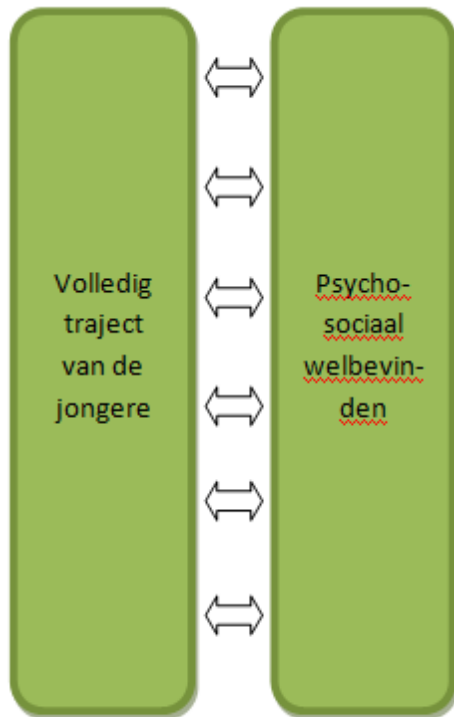 Volledig
traject
van de
jongere
Psycho-
sociaal
welbevin-
den